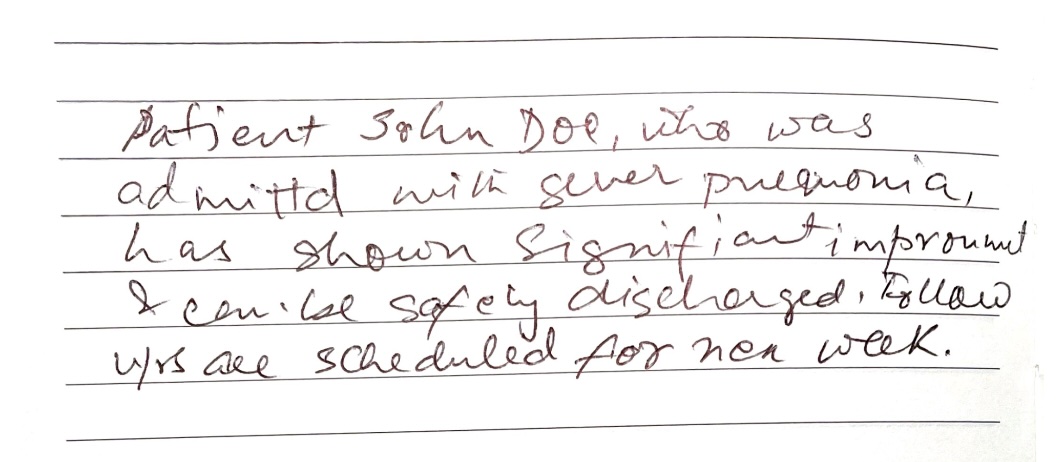 Patient John Doe, who was
admittd with sever pneumonia,
has shown Significant improvmnt
& can be safely discharged. Follow
ups are scheduled for nex week.